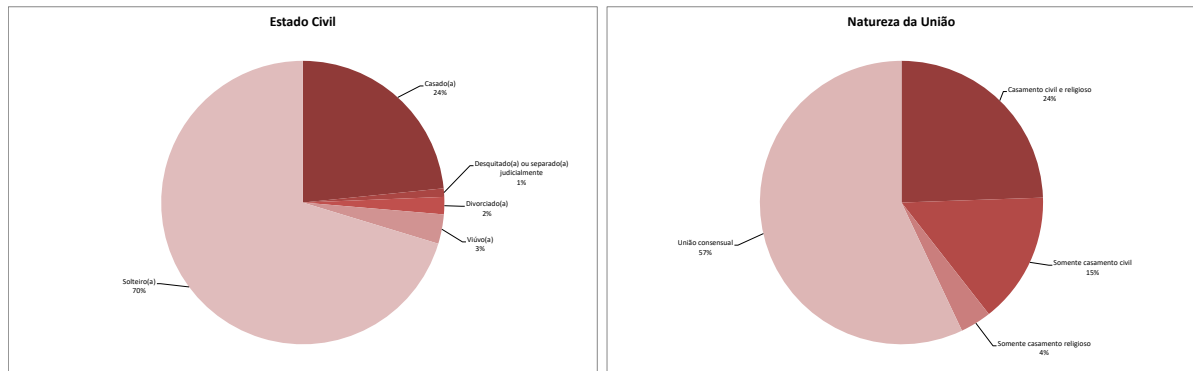 Estado Civil
Casado(a)
24%
Desquitado(a) ou separado(a)
judicialmente
1%
Divorciado(a)
2%
Viúvo(a)
3%
Solteiro(a)
70%
Natureza da União
Casamento civil e religioso
24%
Somente casamento civil
15%
Somente casamento religioso
4%
União consensual
57%